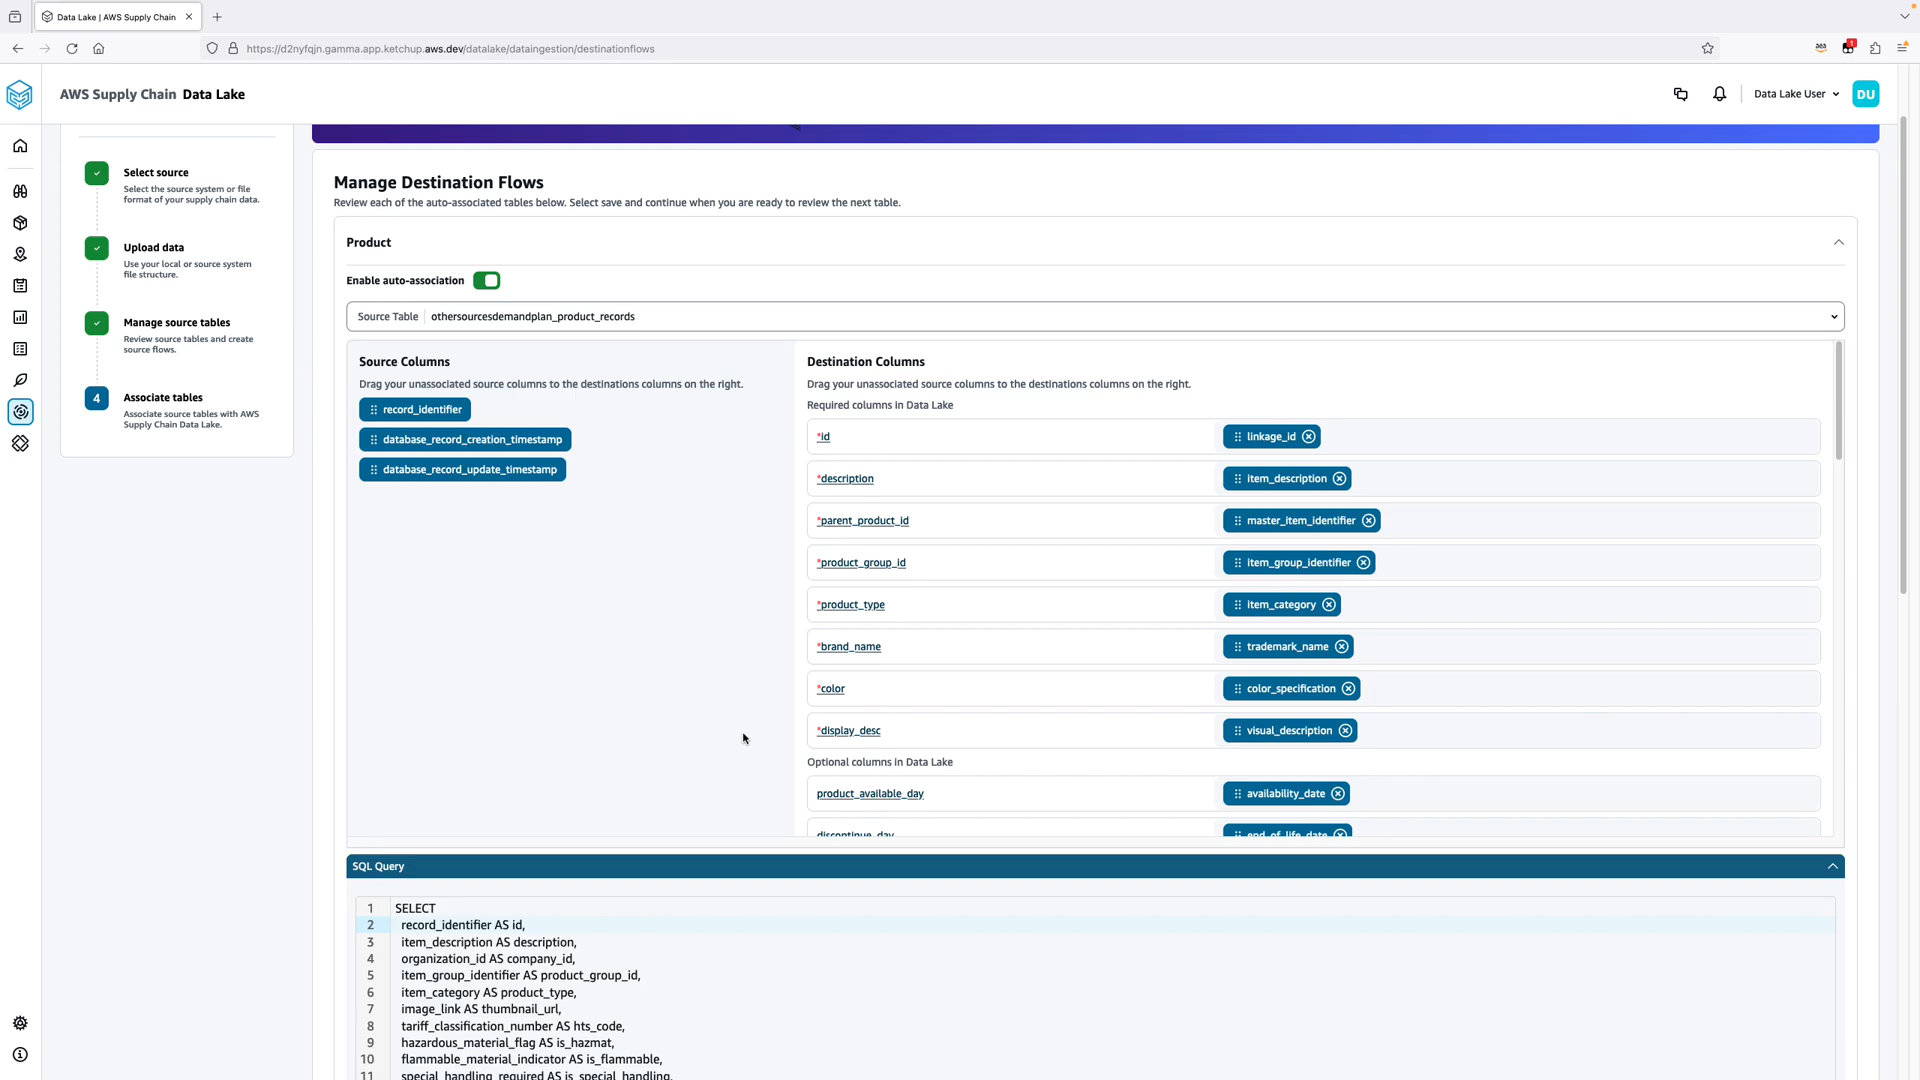 Data Lake | AWS Supply Chain
https://d2nyfqjn.gamma.app.ketchup.aws.dev/datalake/dataingestion/destinationflows
1
AWS Supply Chain Data Lake
Data Lake User
DU
Select source
Select the source system or file
format of your supply chain data.
Upload data
Use your local or source system
file structure.
Manage source tables
Review source tables and create
source flows.
4
Associate tables
Associate source tables with AWS
Supply Chain Data Lake.
Manage Destination Flows
Review each of the auto-associated tables below. Select save and continue when you are ready to review the next table.
Product
Enable auto-association
Source Table othersourcesdemandplan_product_records
Source Columns
Drag your unassociated source columns to the destinations columns on the right.
record_identifier
database_record_creation_timestamp
database_record_update_timestamp
Destination Columns
Drag your unassociated source columns to the destinations columns on the right.
Required columns in Data Lake
*id linkage_id
*description item_description
*parent_product_id master_item_identifier
*product_group_id item_group_identifier
*product_type item_category
*brand_name trademark_name
*color color_specification
*display_desc visual_description
Optional columns in Data Lake
product_available_day availability_date
discontinue_day end_of_life_date
SQL Query
1 SELECT
2 record_identifier AS id,
3 item_description AS description,
4 organization_id AS company_id,
5 item_group_identifier AS product_group_id,
6 item_category AS product_type,
7 image_link AS thumbnail_url,
8 tariff_classification_number AS hts_code,
9 hazardous_material_flag AS is_hazmat,
10 flammable_material_indicator AS is_flammable,
11 special_handling_required AS is_special_handling,